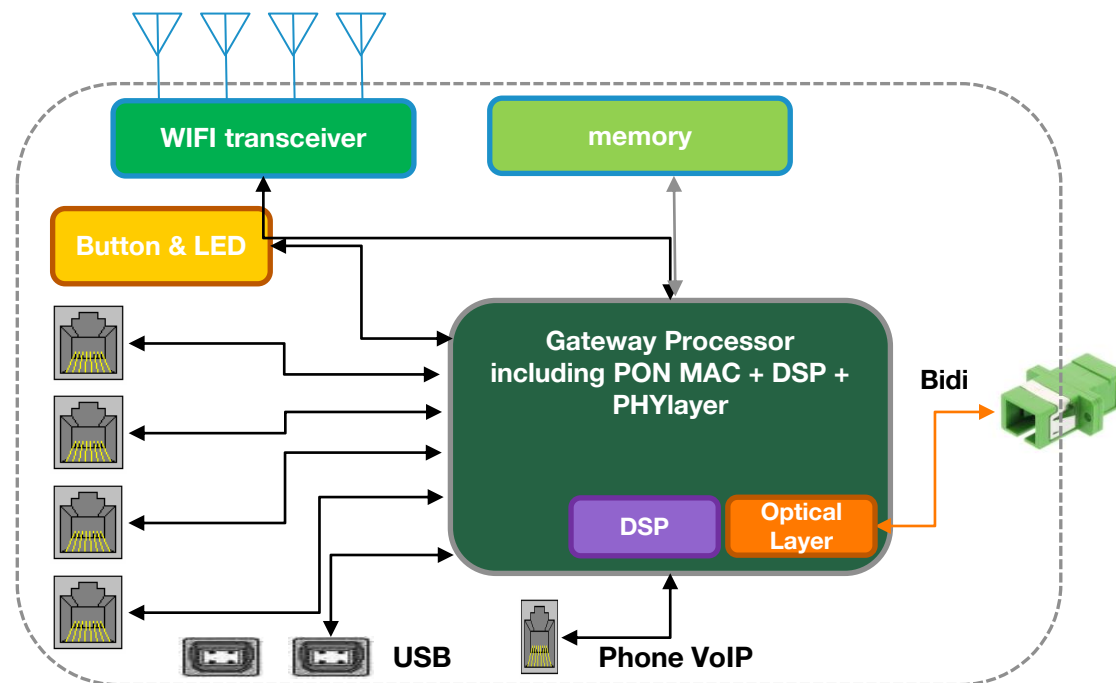 WIFI transceiver
memory
Button & LED
Gateway Processor
including PON MAC + DSP +
PHYlayer
Bidi
DSP
Optical
Layer
USB
Phone VoIP